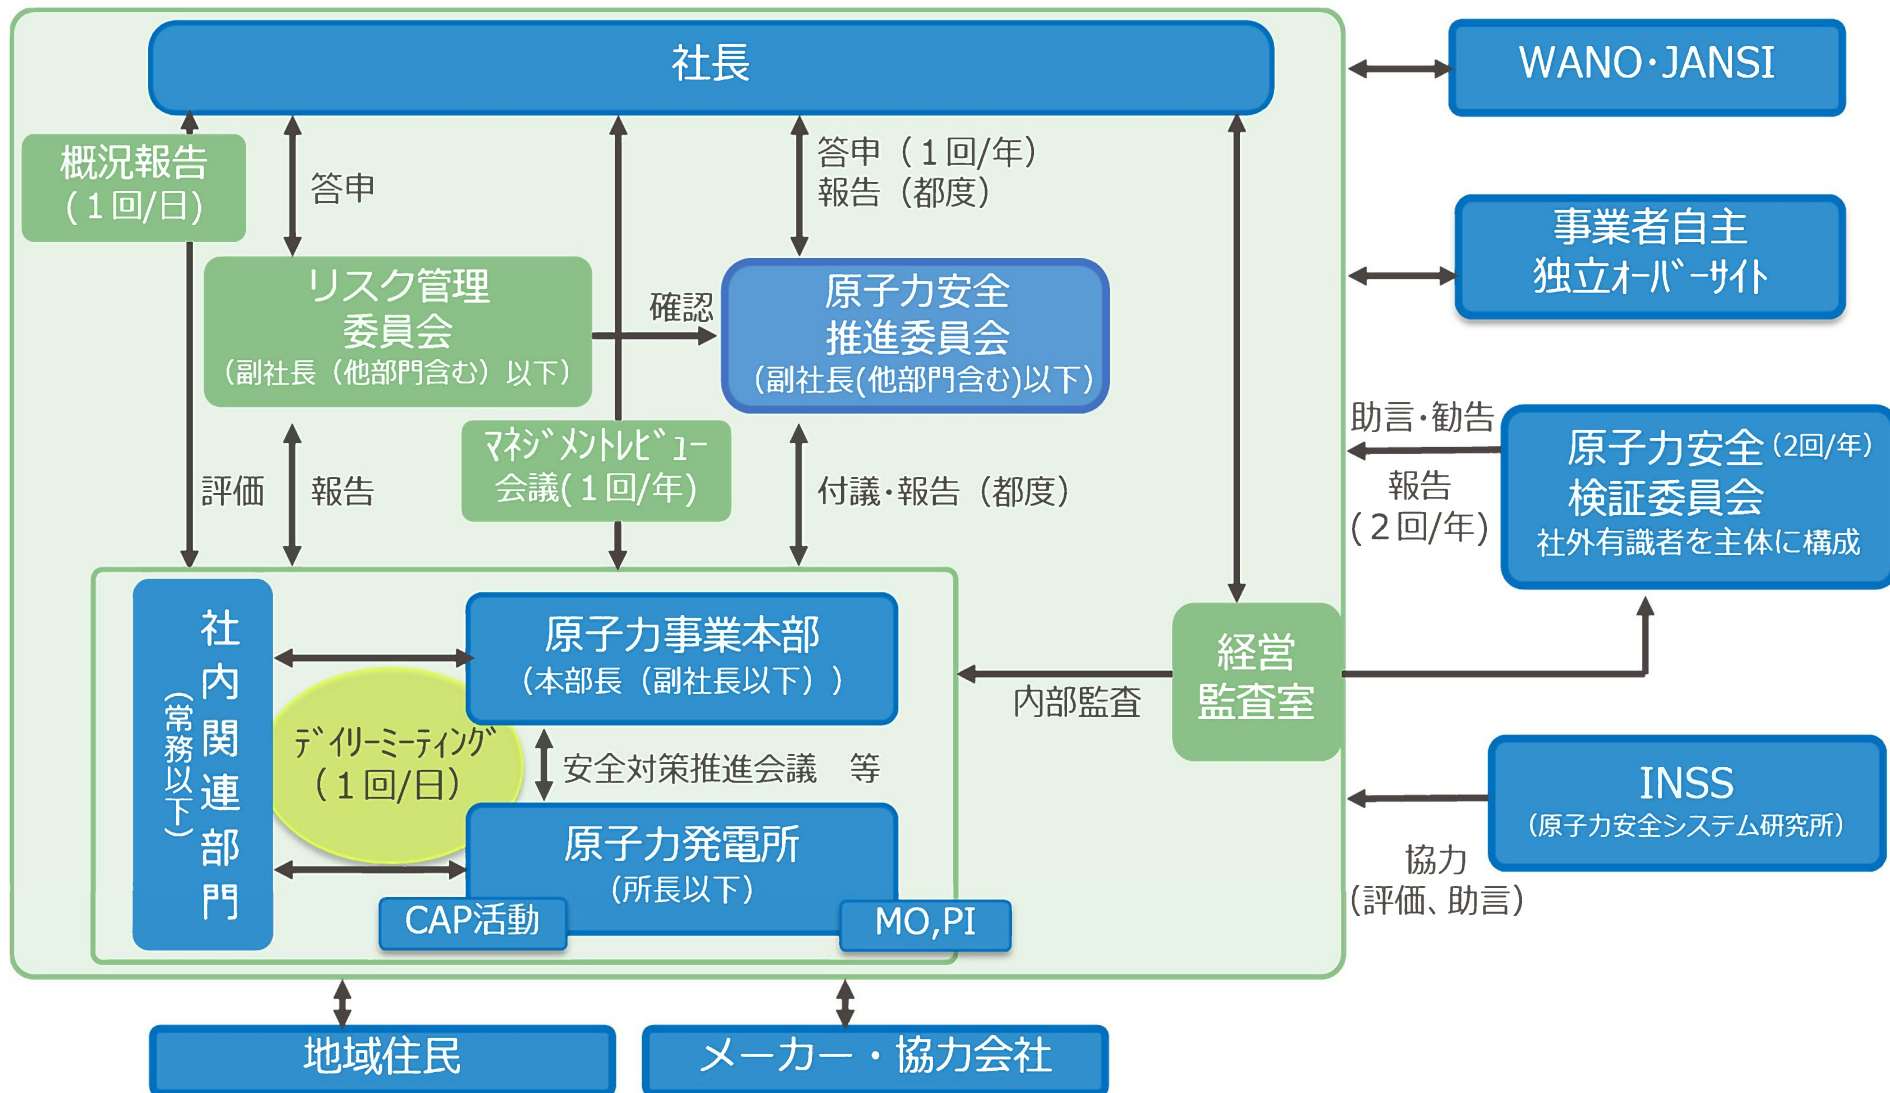 社長
WANO･JANSI
概況報告
(１回/日)
答申
答申（１回/年）
報告（都度）
事業者自主
独立ｵｰﾊﾞｰｻｲﾄ
リスク管理
委員会
（副社長（他部門含む）以下）
確認
原子力安全
推進委員会
(副社長(他部門含む)以下）
助言･勧告
報告
(２回/年)
原子力安全（2回/年）
検証委員会
社外有識者を主体に構成
評価
報告
ﾏﾈｼﾞﾒﾝﾄﾚﾋﾞｭｰ
会議(１回/年)
付議･報告（都度）
社内関連部門
（常務以下）
原子力事業本部
（本部長（副社長以下））
ﾃﾞｲﾘｰﾐｰﾃｨﾝｸﾞ
（１回/日）
安全対策推進会議　等
原子力発電所
（所長以下）
CAP活動
MO,PI
内部監査
経営
監査室
INSS
（原子力安全システム研究所）
協力
(評価、助言）
地域住民
メーカー・協力会社